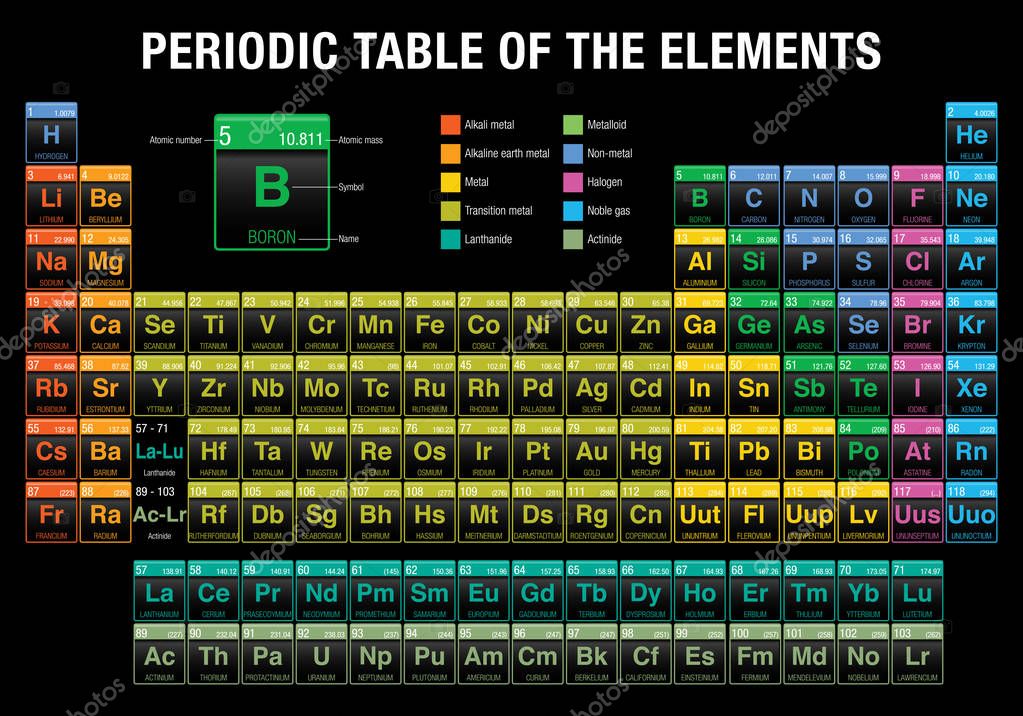 PERIODIC TABLE OF THE ELEMENTS
1 1.0079 2 4.0026
H He
HYDROGEN HELIUM
Atomic number 5 10.811 Atomic mass
B Symbol
BORON Name
Alkali metal Metalloid
Alkaline earth metal Non-metal
Metal Halogen
Transition metal Noble gas
Lanthanide Actinide
3 6.941 4 9.0122 5 10.811 6 12.011 7 14.007 8 15.999 9 18.998 10 20.180
Li Be B C N O F Ne
LITHIUM BERYLLIUM BORON CARBON NITROGEN OXYGEN FLUORINE NEON
11 22.990 12 24.305 13 26.982 14 28.086 15 30.974 16 32.065 17 35.543 18 39.948
Na Mg Al Si P S Cl Ar
SODIUM MAGNESIUM ALUMINIUM SILICON PHOSPHORUS SULFUR CHLORINE ARGON
19 39.098 20 40.078 21 44.956 22 47.867 23 50.942 24 51.996 25 54.938 26 55.845 27 58.933 28 58.693 29 63.546 30 65.38 31 69.723 32 72.64 33 74.922 34 78.96 35 79.904 36 83.798
K Ca Se Ti V Cr Mn Fe Co Ni Cu Zn Ga Ge As Se Br Kr
POTASSIUM CALCIUM SCANDIUM TITANIUM VANADIUM CHROMIUM MANGANESE IRON COBALT NICKEL COPPER ZINC GALLIUM GERMANIUM ARSENIC SELENIUM BROMINE KRYPTON
37 85.468 38 87.62 39 88.906 40 91.224 41 92.906 42 95.96 43 (98) 44 101.07 45 102.91 46 106.42 47 107.87 48 112.41 49 114.82 50 118.71 51 121.76 52 127.60 53 126.90 54 131.29
Rb Sr Y Zr Nb Mo Tc Ru Rh Pd Ag Cd In Sn Sb Te I Xe
RUBIDIUM ESTRONTIUM YTTRIUM ZIRCONIUM NIOBIUM MOLYBDENUM TECHNETIUM RUTHENIUM RHODIUM PALLADIUM SILVER CADMIUM INDIUM TIN ANTIMONY TELLURIUM IODINE XENON
55 132.91 56 137.33 57 - 71 72 178.49 73 180.95 74 183.84 75 186.21 76 190.23 77 192.22 78 195.08 79 196.97 80 200.59 81 204.38 82 207.20 83 208.98 84 (209) 85 (210) 86 (222)
Cs Ba La-Lu Hf Ta W Re Os Ir Pt Au Hg Ti Pb Bi Po At Rn
CAESIUM BARIUM Lanthanide HAFNIUM TANTALUM TUNGSTEN RHENIUM OSMIUM IRIDIUM PLATINUM GOLD MERCURY THALLIUM LEAD BISMUTH POLONIUM ASTATINE RADON
87 (223) 88 (226) 89 - 103 104 (267) 105 (268) 106 107 108 (277) 109 110 (281) 111 (280) 112 (285) 113 (284) 114 (289) 115 116 117 (...) 118 (294)
Fr Ra Ac-Lr Rf Db Sg Bh Hs Mt Ds Rg Cn Uut Fl Uup Lv Uus Uuo
FRANCIUM RADIUM Actinide DUBNIUM SEABORGIUM BOHRIUM HASSIUM DARMSTADTIUM COPERNICIUM UNUNTRIUM FLEROVIUM UNUNPENTIUM LIVERMORIUM UNUNSEPTIUM UNUNOCTIUM
57 138.91 58 140.12 59 140.91 60 144.24 61 (145) 62 150.36 63 151.96 64 157.25 65 158.93 66 162.50 67 164.93 68 167.26 69 168.93 70 173.05 71 174.97
La Ce Pr Nd Pm Sm Eu Gd Tb Dy Ho Er Tm Yb Lu
LANTHANIUM CERIUM PRASEODYMIUM NEODYMIUM PROMETHIUM SAMARIUM EUROPIUM GADOLINIUM TERBIUM DYSPROSIUM HOLMIUM ERBIUM THULIUM YTTERBIUM LUTETIUM
89 (227) 90 232.04 91 231.04 92 238.03 93 (237) 94 (244) 95 (243) 96 (247) 97 (247) 98 (251) 99 (252) 100 (257) 101 (258) 102 (259) 103 (262)
Ac Th Pa U Np Pu Am Cm Bk Cf Es Fm Md No Lr
ACTINIUM THORIUM PROTACTINIUM URANIUM NEPTUNIUM PLUTONIUM AMERICIUM CURIUM BERKELIUM CALIFORNIUM EINSTENIUM FERMIUM MENDELEVIUM NOBELIUM LAWRENCIUM
depositphotos